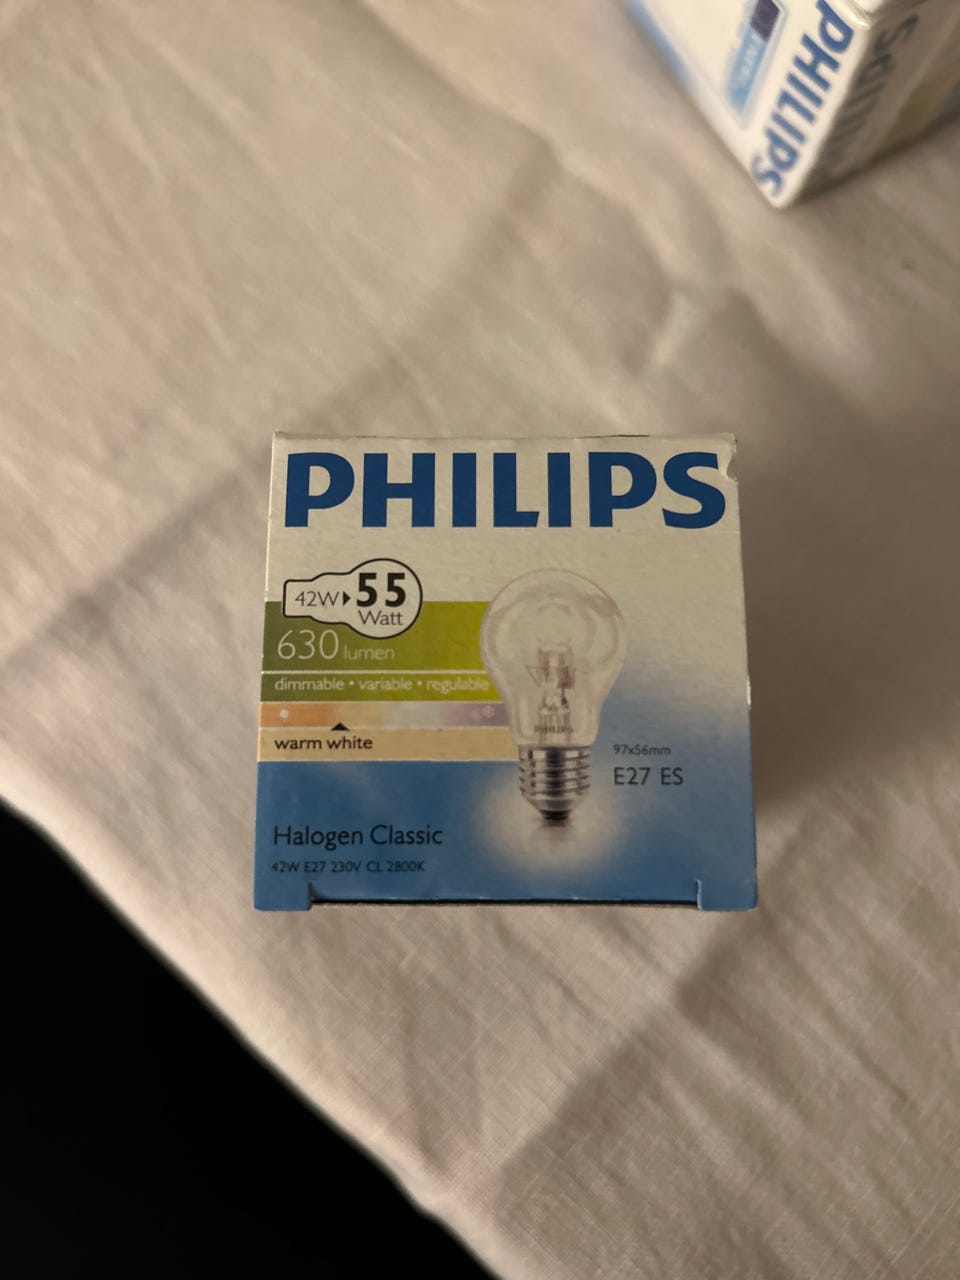 PHILIPS
PHILIPS
42W 55
Watt
630 lumen
dimmable • variable • regulable
warm white
97x56mm
E27 ES
Halogen Classic
42W E27 230V CL 2800K
PHILIPS